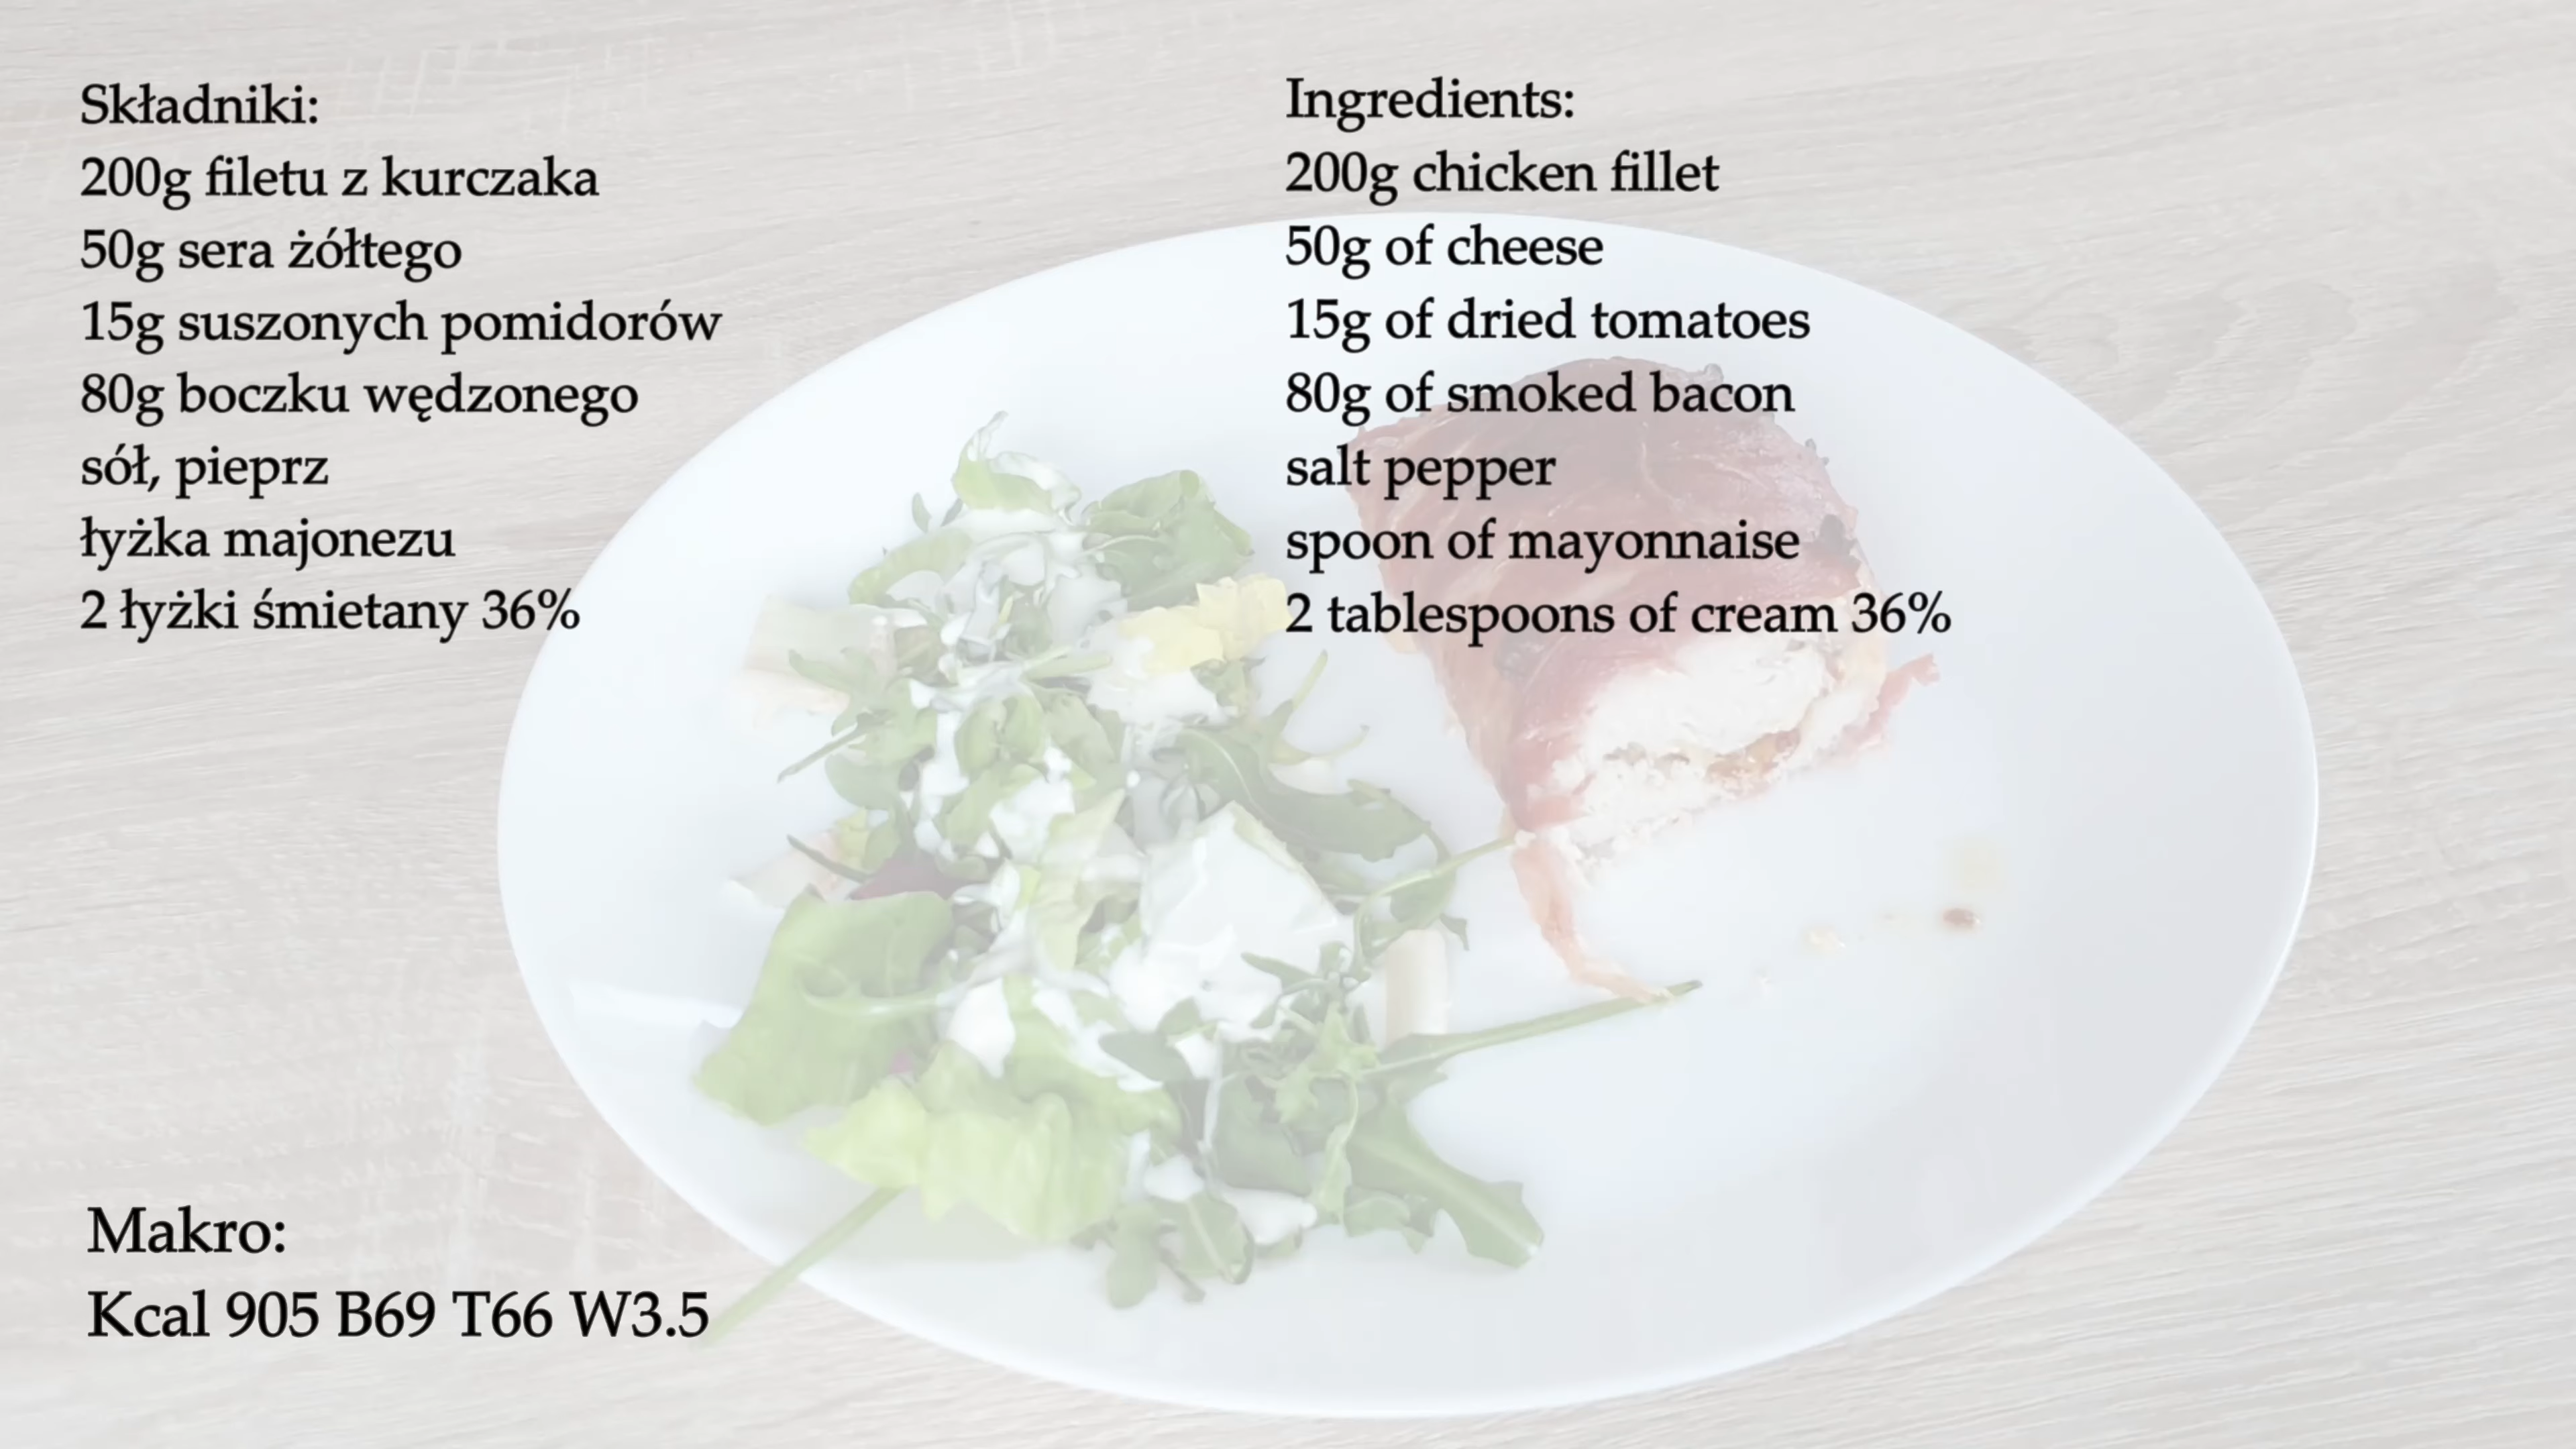 Składniki:
200g filetu z kurczaka
50g sera żółtego
15g suszonych pomidorów
80g boczku wędzonego
sół, pieprz
łyżka majonezu
2 łyżki śmietany 36%
Ingredients:
200g chicken fillet
50g of cheese
15g of dried tomatoes
80g of smoked bacon
salt pepper
spoon of mayonnaise
2 tablespoons of cream 36%
Makro:
Kcal 905 B69 T66 W3.5